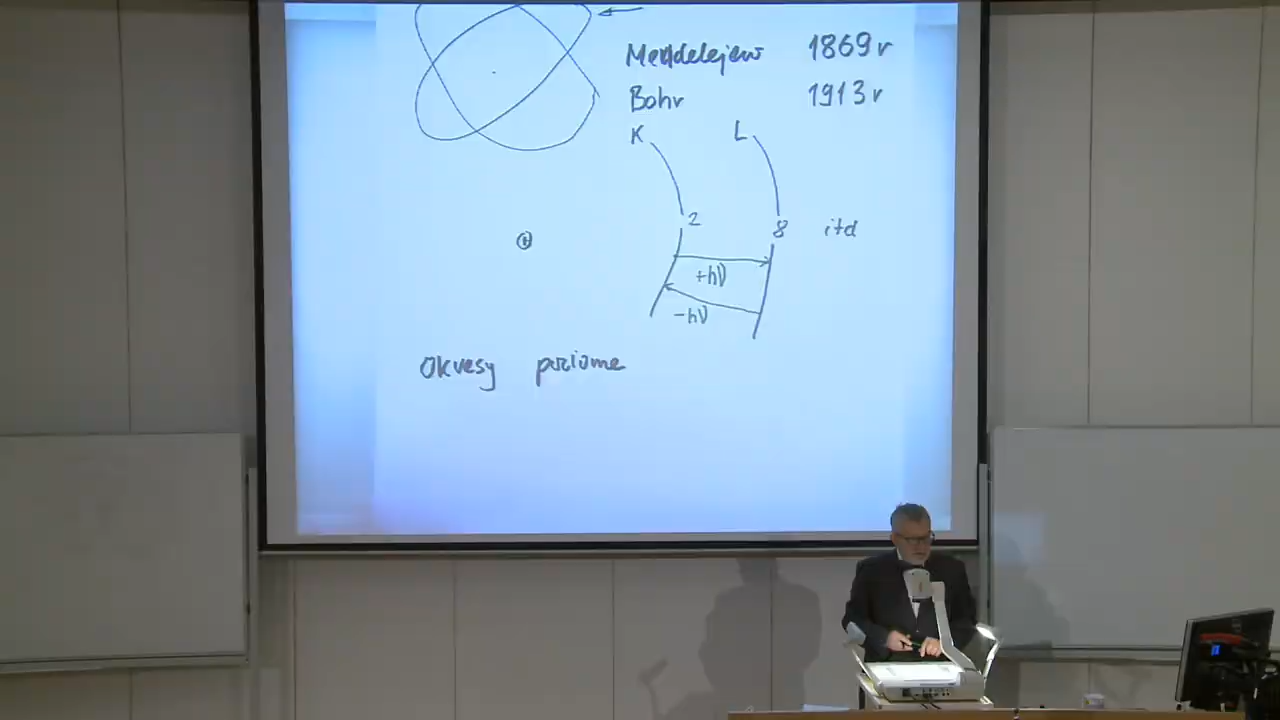 Mendelejew 1869 r
Bohr 1913 r
K L
2 8 itd
+hν
-hν
Okresy poziome